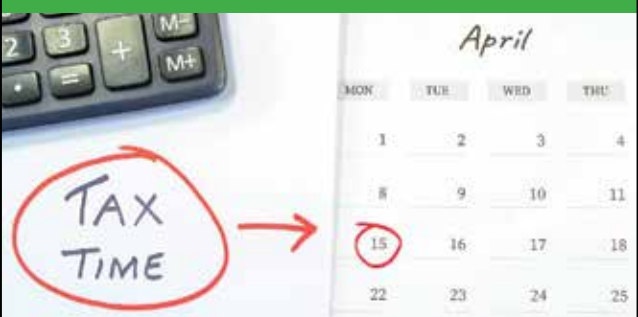 M−
2 3 + M+
. =
April
MON TUE WED THU
1 2 3 4
8 9 10 11
TAX
TIME
15 16 17 18
22 23 24 25